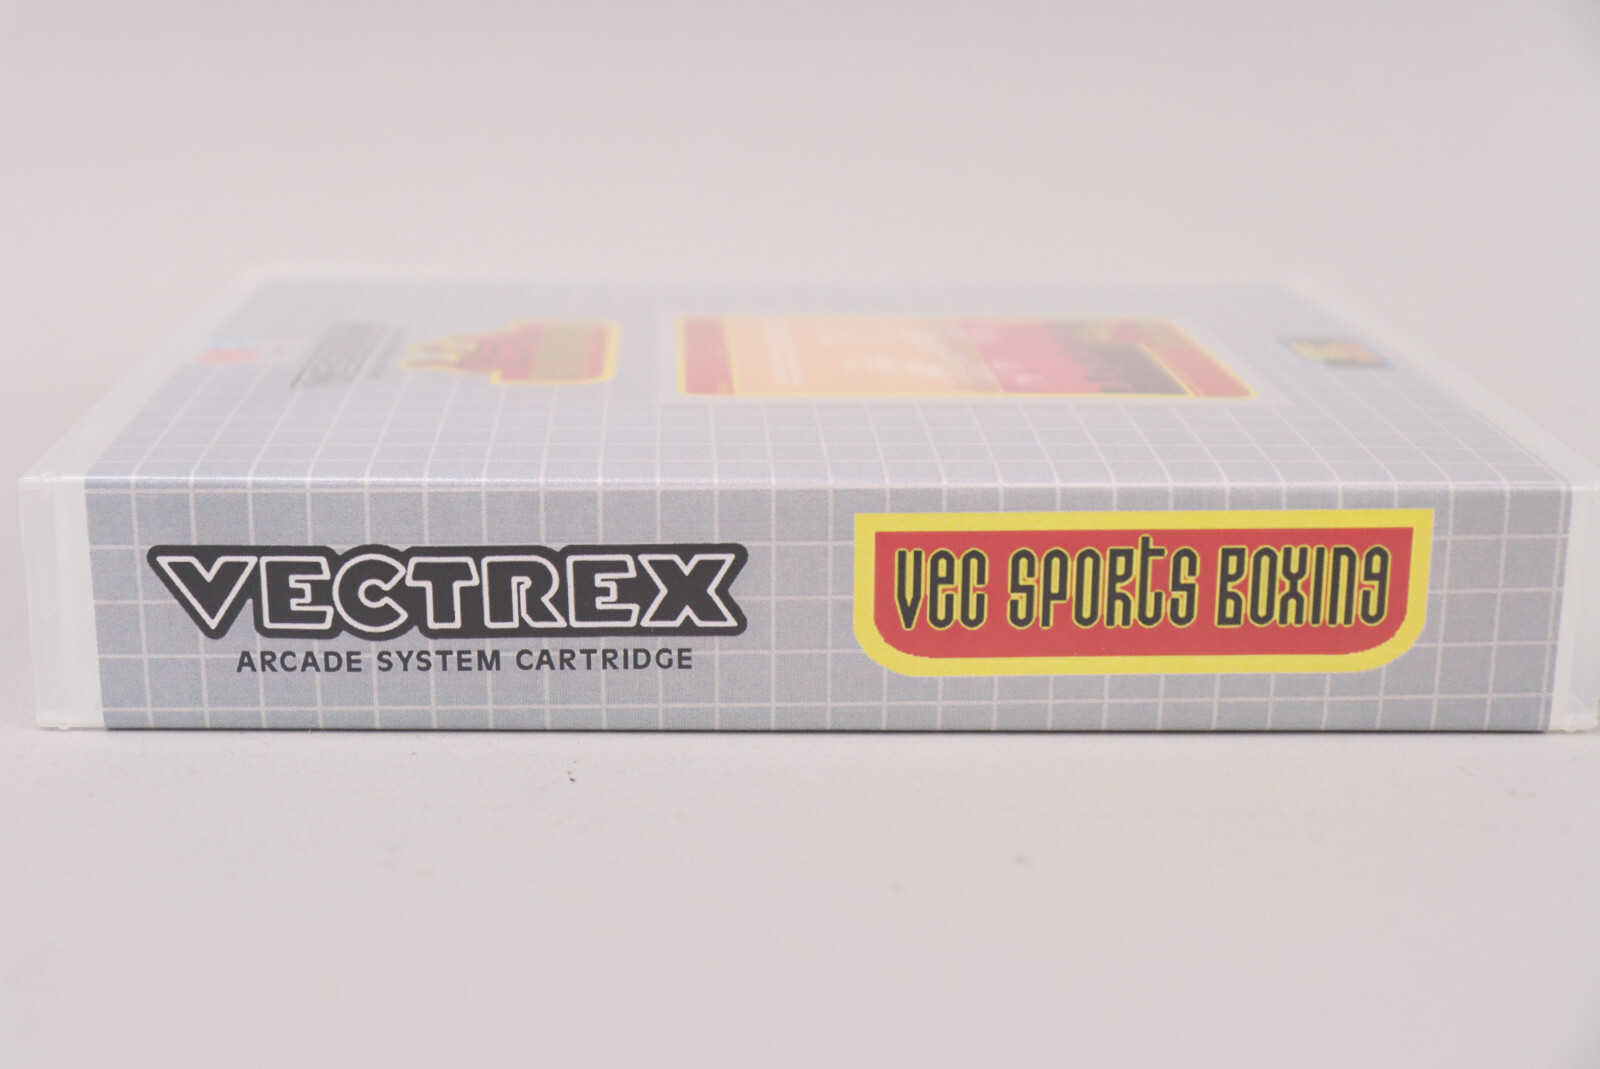 VECTREX
ARCADE SYSTEM CARTRIDGE
Vec Sports Boxing